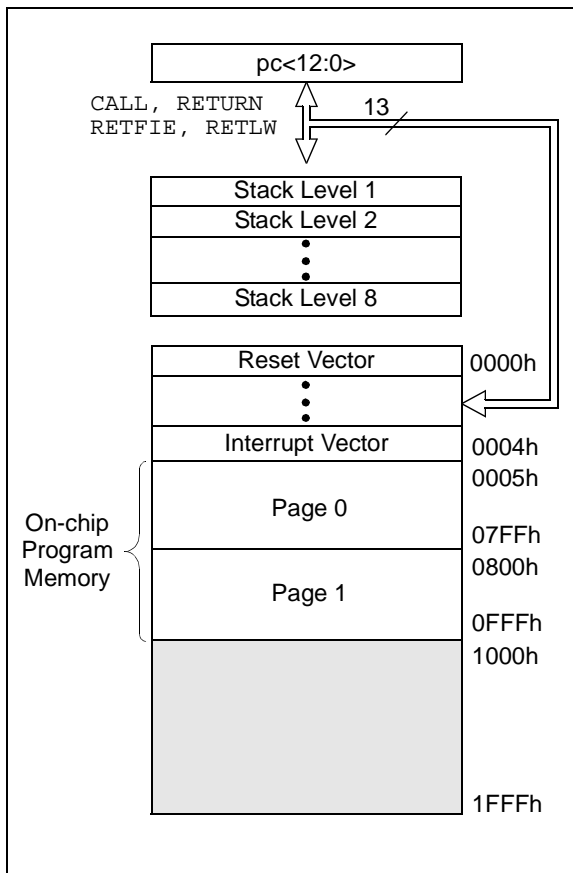 pc<12:0>
CALL, RETURN
RETFIE, RETLW
13
Stack Level 1
Stack Level 2
Stack Level 8
Reset Vector
0000h
Interrupt Vector
0004h
0005h
Page 0
07FFh
On-chip
Program
Memory
0800h
Page 1
0FFFh
1000h
1FFFh